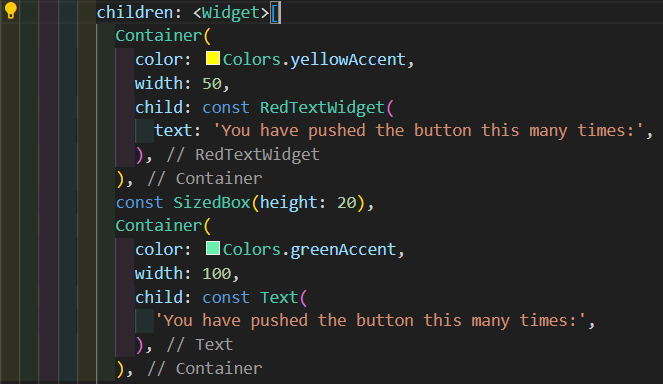 children: <Widget>[
Container(
color: Colors.yellowAccent,
width: 50,
child: const RedTextWidget(
text: 'You have pushed the button this many times:',
), // RedTextWidget
), // Container
const SizedBox(height: 20),
Container(
color: Colors.greenAccent,
width: 100,
child: const Text(
'You have pushed the button this many times:',
), // Text
), // Container